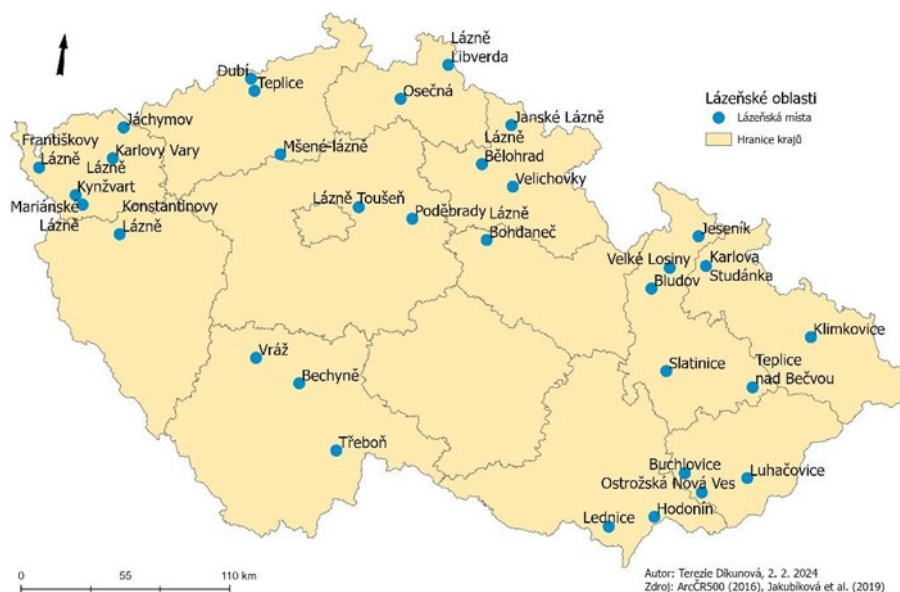 Lázně
Libverda
Dubí
Teplice
Osečná
Lázeňské oblasti
Lázeňská místa
Hranice krajů
Jáchymov
Janské Lázně
Františkovy
Lázně
Karlovy Vary
Mšené-lázně
Lázně
Bělohrad
Lázně
Kynžvart
Velichovky
Mariánské
Lázně
Konstantinovy
Lázně
Lázně Toušeň
Poděbrady
Lázně
Bohdaneč
Jeseník
Velké Losiny
Karlova
Studánka
Bludov
Klimkovice
Vráž
Bechyně
Slatinice
Teplice
nad Bečvou
Třeboň
Buchlovice
Luhačovice
Ostrožská Nová Ves
Hodonín
Lednice
0 55 110 km
Autor: Terezie Dikunová, 2. 2. 2024
Zdroj: ArcČR500 (2016), Jakubíková et al. (2019)